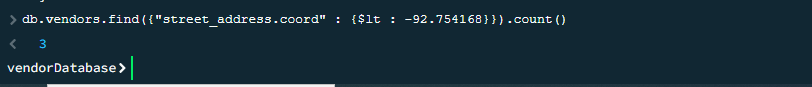 > db.vendors.find({"street_address.coord" : {$lt : -92.754168}}).count()
< 3
vendorDatabase>